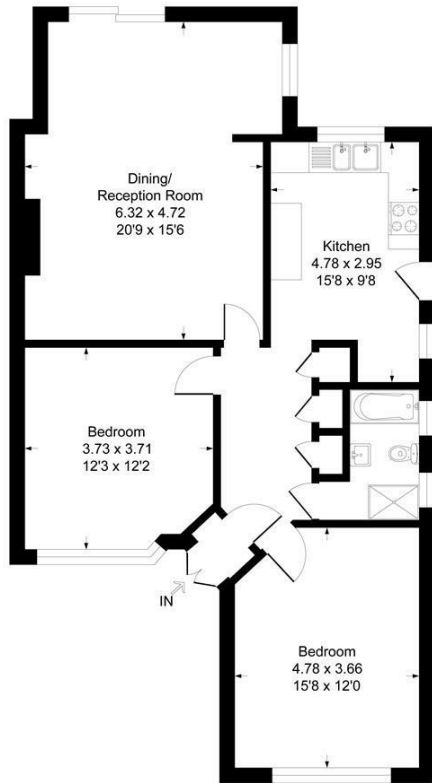 Dining/
Reception Room
6.32 x 4.72
20'9 x 15'6
Kitchen
4.78 x 2.95
15'8 x 9'8
Bedroom
3.73 x 3.71
12'3 x 12'2
IN
Bedroom
4.78 x 3.66
15'8 x 12'0